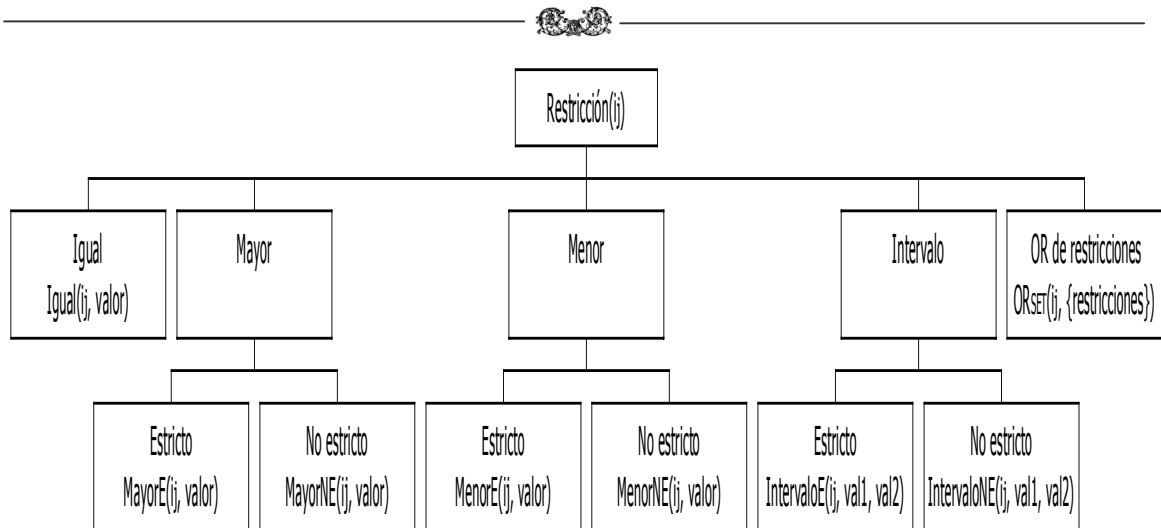 Restricción(ij)
Igual
Igual(ij, valor)
Mayor
Menor
Intervalo
OR de restricciones
ORSET(ij, {restricciones})
Estricto
MayorE(ij, valor)
No estricto
MayorNE(ij, valor)
Estricto
MenorE(ij, valor)
No estricto
MenorNE(ij, valor)
Estricto
IntervaloE(ij, val1, val2)
No estricto
IntervaloNE(ij, val1, val2)